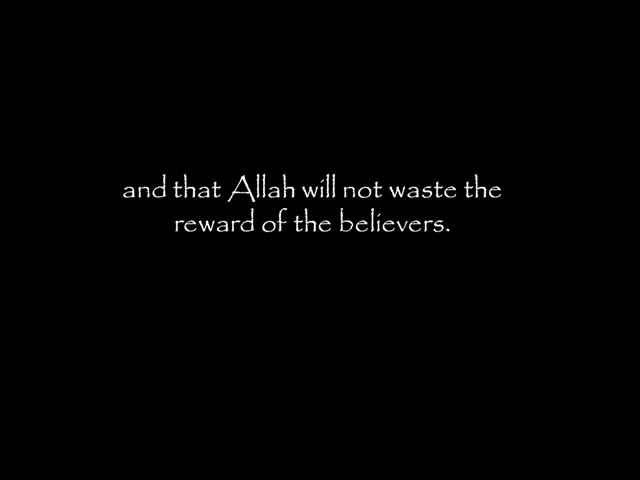 and that Allah will not waste the
reward of the believers.